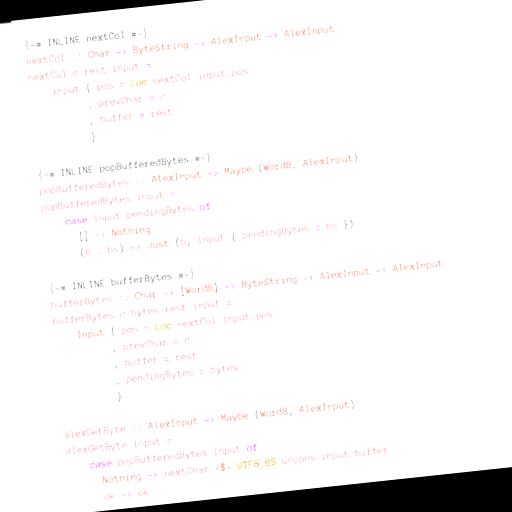 {-# INLINE nextCol #-}
nextCol :: Char -> ByteString -> AlexInput -> AlexInput
nextCol c rest input =
    input { pos = Loc.nextCol input.pos
          , prevChar = c
          , buffer = rest
          }
{-# INLINE popBufferedBytes #-}
popBufferedBytes :: AlexInput -> Maybe (Word8, AlexInput)
popBufferedBytes input =
    case input.pendingBytes of
      [] -> Nothing
      (b : bs) -> Just (b, input { pendingBytes = bs })
{-# INLINE bufferBytes #-}
bufferBytes :: Char -> [Word8] -> ByteString -> AlexInput -> AlexInput
bufferBytes c bytes rest input =
    Input { pos = Loc.nextCol input.pos
          , prevChar = c
          , buffer = rest
          , pendingBytes = bytes
          }
alexGetByte :: AlexInput -> Maybe (Word8, AlexInput)
alexGetByte input =
    case popBufferedBytes input of
      Nothing -> nextChar <$> UTF8.BS.uncons input.buffer
      ok -> ok